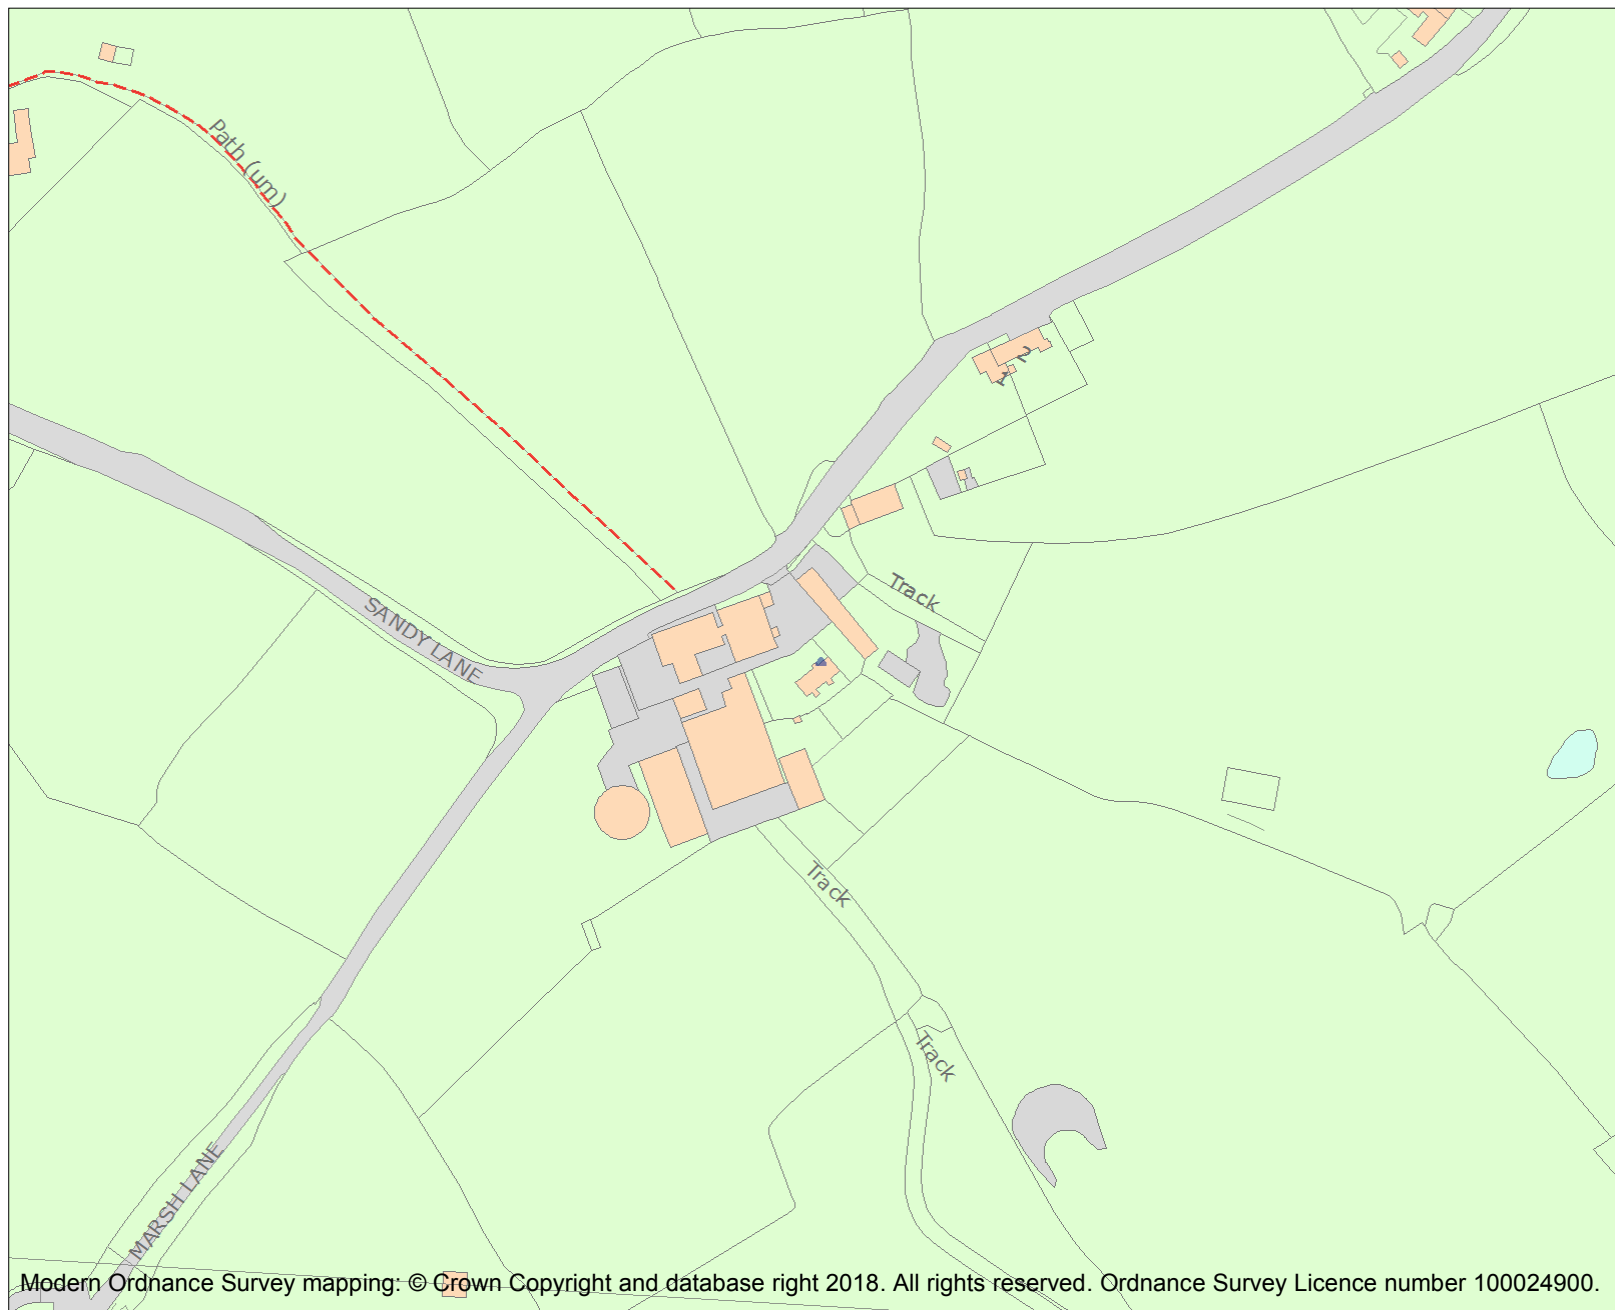 Path (um)
2
1
Track
SANDY LANE
Track
Track
MARSH LANE
Modern Ordnance Survey mapping: © Crown Copyright and database right 2018. All rights reserved. Ordnance Survey Licence number 100024900.